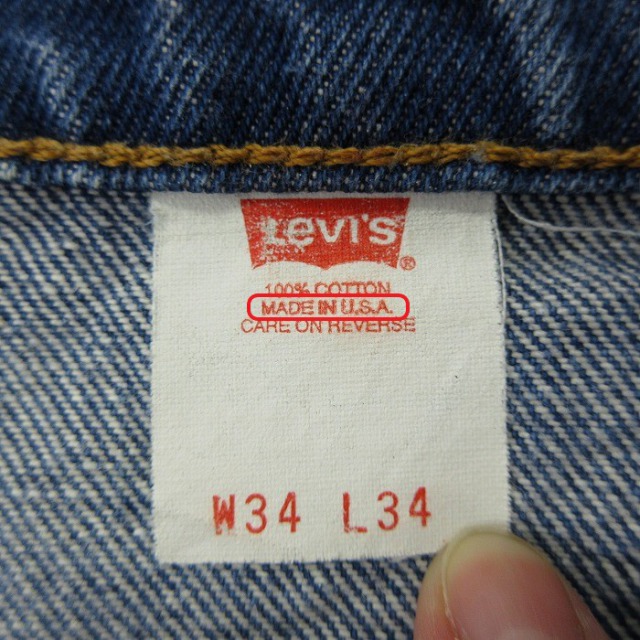 Levi's®
100% COTTON
MADE IN U.S.A.
CARE ON REVERSE
W34 L34